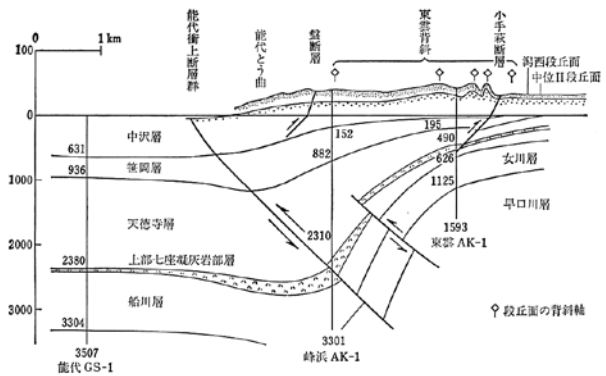 能代衝上断層群
能代とう曲
盤断層
東雲背斜
小手萩断層
0 1 km
潟西段丘面
中位II段丘面
100
0
1000
2000
3000
中沢層
631
笹岡層
936
天徳寺層
2380
上部七座凝灰岩部層
船川層
3304
3507
能代 GS-1
152
882
2310
3301
峰浜 AK-1
195
490
626
1125
1593
東雲 AK-1
女川層
早口川層
段丘面の背斜軸